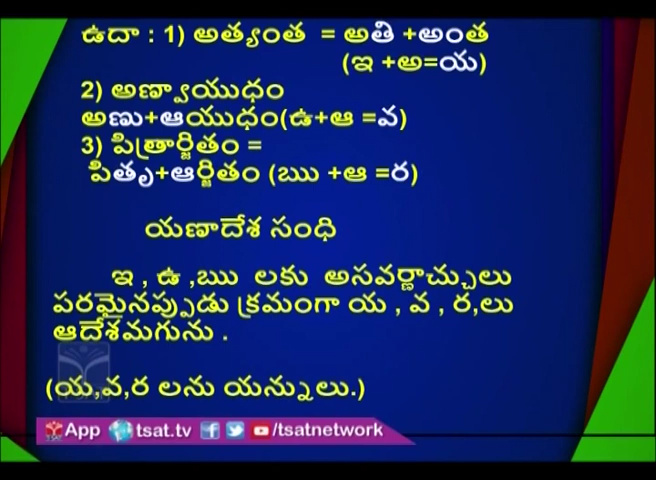 ఉదా : 1) అత్యంత = అతి +అంత
(ఇ +అ=య)
2) అణ్వాయుధం
అణు+ఆయుధం(ఉ+ఆ =వ)
3) పిత్రార్జితం =
పితృ+ఆర్జితం (ఋ +ఆ =ర)
యణాదేశ సంధి
ఇ , ఉ ,ఋ లకు అసవర్ణాచ్చులు
పరమైనప్పుడు క్రమంగా య , వ , ర,లు
ఆదేశమగును .
(య,వ,ర లను యన్నులు.)
App tsat.tv /tsatnetwork